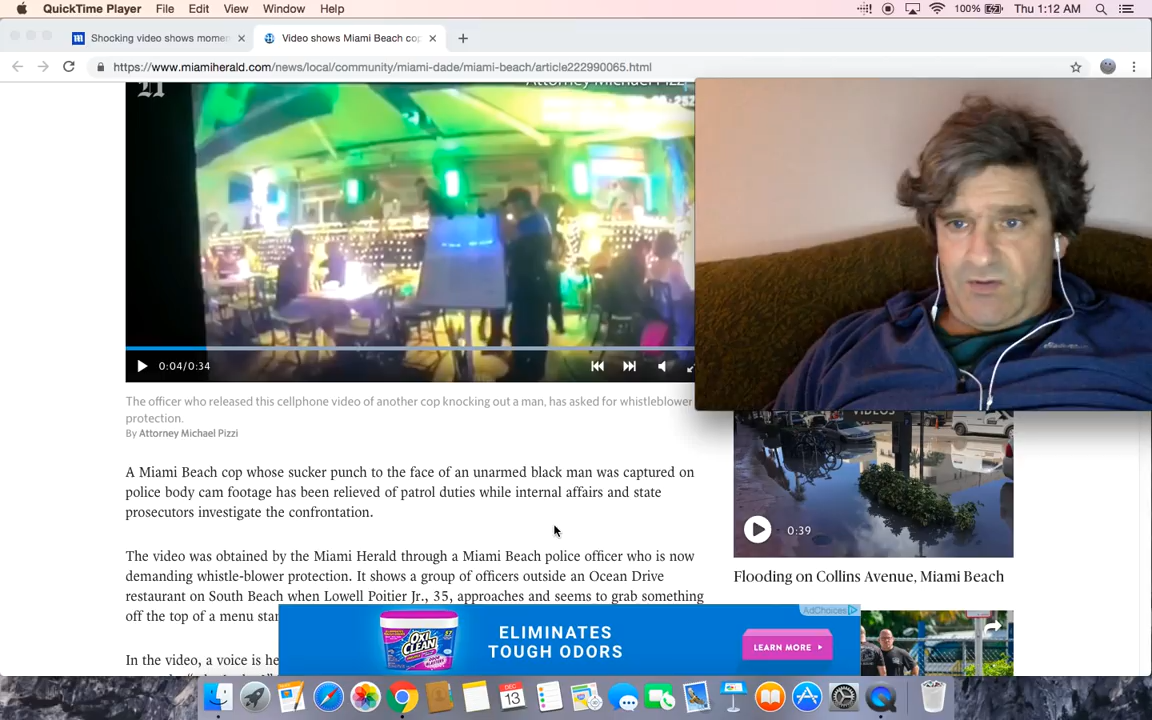 QuickTime Player File Edit View Window Help 100% Thu 1:12 AM
Shocking video shows momen
Video shows Miami Beach cop
https://www.miamiherald.com/news/local/community/miami-dade/miami-beach/article222990065.html
Attorney Michael Pizzi
0:04/0:34
The officer who released this cellphone video of another cop knocking out a man, has asked for whistleblower
protection.
By Attorney Michael Pizzi
A Miami Beach cop whose sucker punch to the face of an unarmed black man was captured on
police body cam footage has been relieved of patrol duties while internal affairs and state
prosecutors investigate the confrontation.
The video was obtained by the Miami Herald through a Miami Beach police officer who is now
demanding whistle-blower protection. It shows a group of officers outside an Ocean Drive
restaurant on South Beach when Lowell Poitier Jr., 35, approaches and seems to grab something
off the top of a menu stan
In the video, a voice is he
VIDEOS
0:39
Flooding on Collins Avenue, Miami Beach
AdChoices
OXI
CLEAN
ELIMINATES
TOUGH ODORS
LEARN MORE
DEC
13